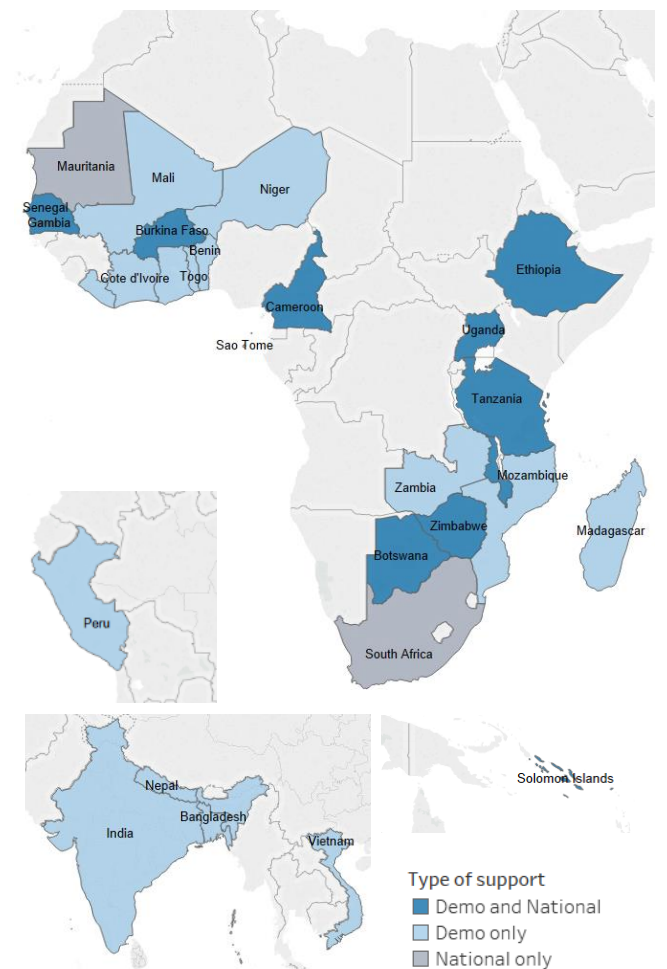 Mauritania
Mali
Niger
Senegal
Gambia
Burkina Faso
Benin
Cote d'Ivoire
Togo
Ethiopia
Cameroon
Uganda
Sao Tome
Tanzania
Zambia
Mozambique
Zimbabwe
Madagascar
Botswana
South Africa
Peru
Nepal
Bangladesh
India
Vietnam
Solomon Islands
Type of support
Demo and National
Demo only
National only